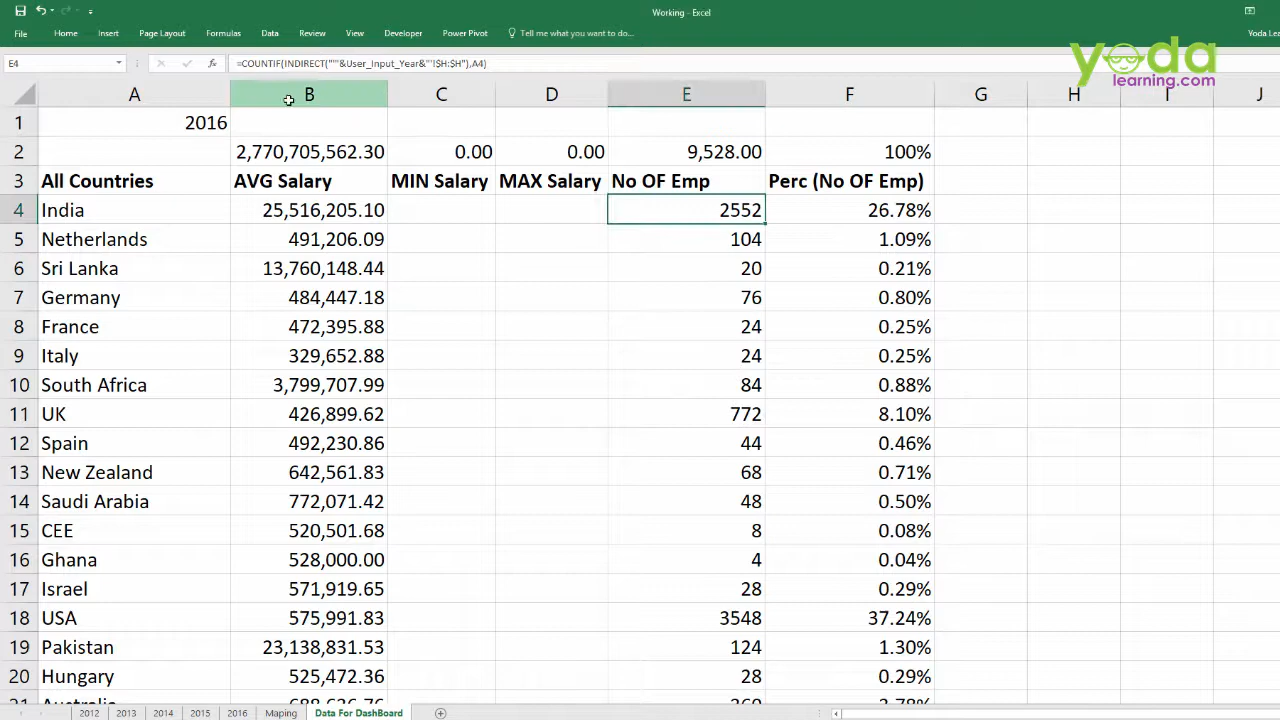 Working - Excel
Yoda Lea
File Home Insert Page Layout Formulas Data Review View Developer Power Pivot Tell me what you want to do...
yoda
learning.com
E4 fx =COUNTIF(INDIRECT("'"&User_Input_Year&"'!$H:$H"),A4)
A B C D E F G H I J
1 2016
2 2,770,705,562.30 0.00 0.00 9,528.00 100%
3 All Countries AVG Salary MIN Salary MAX Salary No OF Emp Perc (No OF Emp)
4 India 25,516,205.10 2552 26.78%
5 Netherlands 491,206.09 104 1.09%
6 Sri Lanka 13,760,148.44 20 0.21%
7 Germany 484,447.18 76 0.80%
8 France 472,395.88 24 0.25%
9 Italy 329,652.88 24 0.25%
10 South Africa 3,799,707.99 84 0.88%
11 UK 426,899.62 772 8.10%
12 Spain 492,230.86 44 0.46%
13 New Zealand 642,561.83 68 0.71%
14 Saudi Arabia 772,071.42 48 0.50%
15 CEE 520,501.68 8 0.08%
16 Ghana 528,000.00 4 0.04%
17 Israel 571,919.65 28 0.29%
18 USA 575,991.83 3548 37.24%
19 Pakistan 23,138,831.53 124 1.30%
20 Hungary 525,472.36 28 0.29%
2012 2013 2014 2015 2016 Maping Data For DashBoard